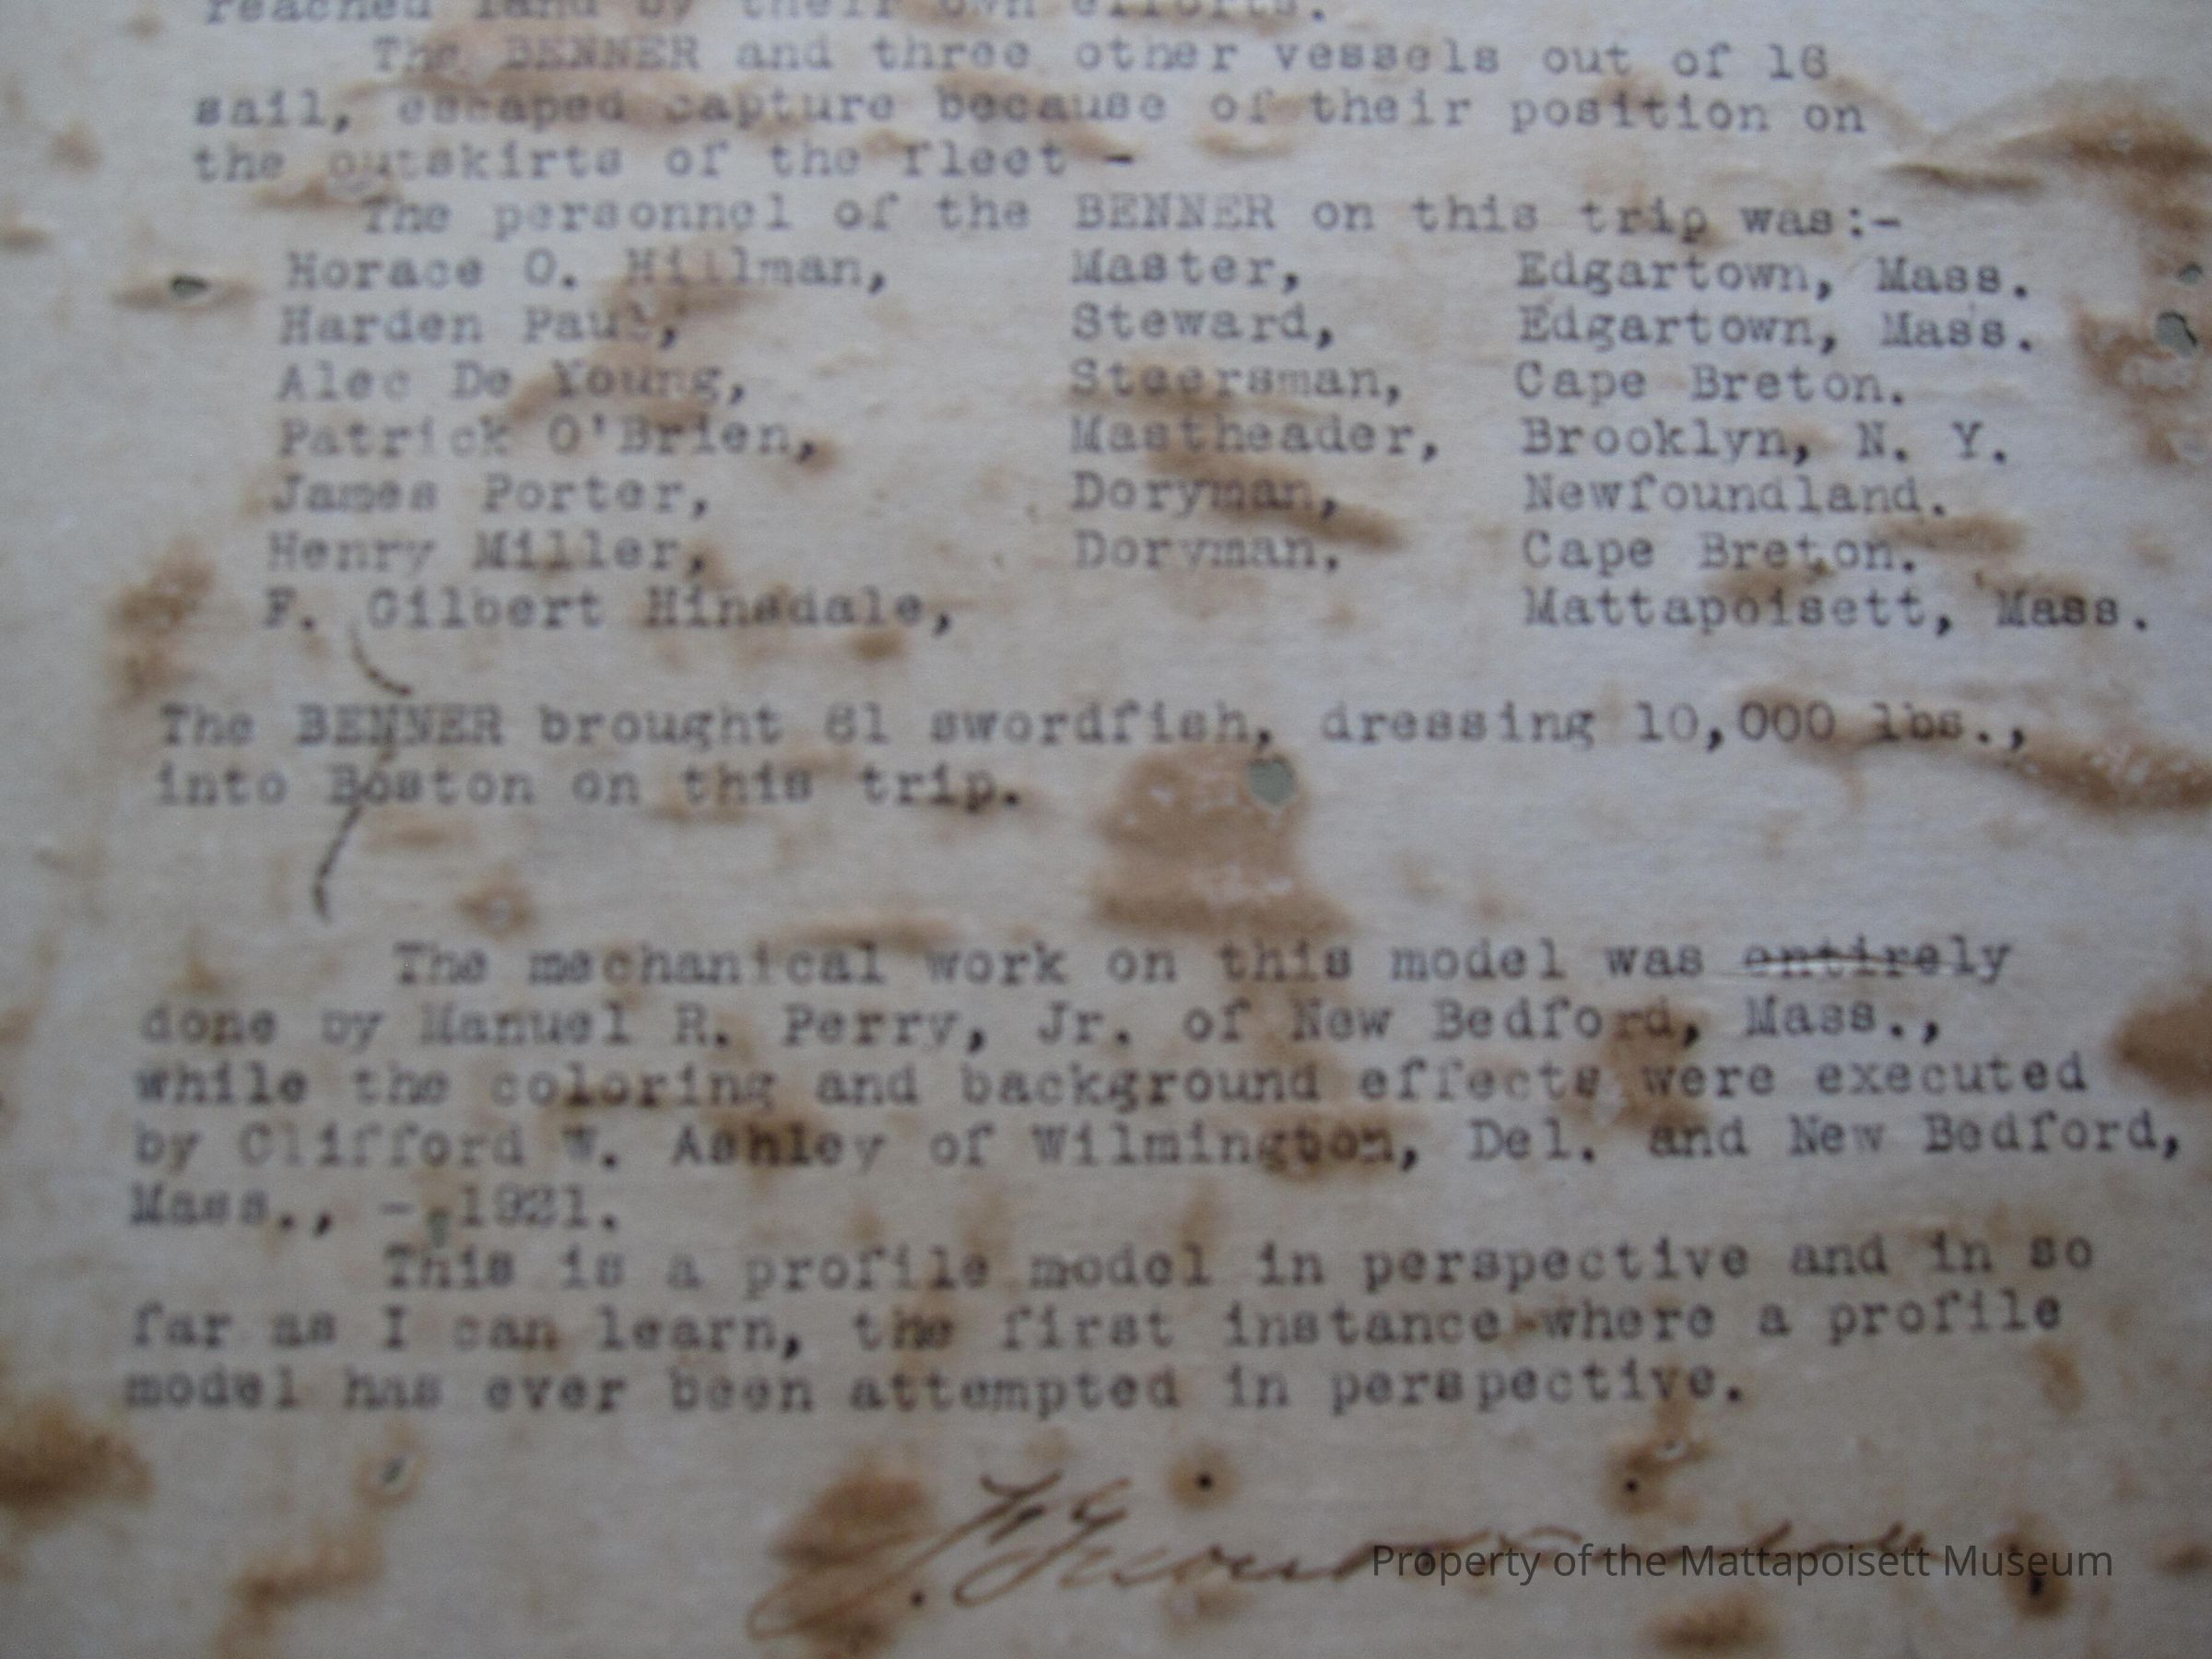 reached land by their own efforts.
The BENNER and three other vessels out of 16
sail, escaped capture because of their position on
the outskirts of the fleet -
The personnel of the BENNER on this trip was:-
Horace O. Hillman, Master, Edgartown, Mass.
Harden Paul, Steward, Edgartown, Mass.
Alec De Young, Steersman, Cape Breton.
Patrick O'Brien, Mastheader, Brooklyn, N. Y.
James Porter, Doryman, Newfoundland.
Henry Miller, Doryman, Cape Breton.
F. Gilbert Hinsdale, Mattapoisett, Mass.
The BENNER brought 61 swordfish, dressing 10,000 lbs.,
into Boston on this trip.
The mechanical work on this model was entirely
done by Manuel R. Perry, Jr. of New Bedford, Mass.,
while the coloring and background effects were executed
by Clifford W. Ashley of Wilmington, Del. and New Bedford,
Mass., - 1921.
This is a profile model in perspective and in so
far as I can learn, the first instance where a profile
model has ever been attempted in perspective.
Property of the Mattapoisett Museum